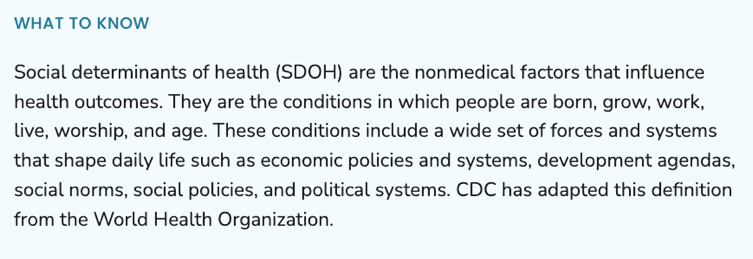 WHAT TO KNOW
Social determinants of health (SDOH) are the nonmedical factors that influence
health outcomes. They are the conditions in which people are born, grow, work,
live, worship, and age. These conditions include a wide set of forces and systems
that shape daily life such as economic policies and systems, development agendas,
social norms, social policies, and political systems. CDC has adapted this definition
from the World Health Organization.